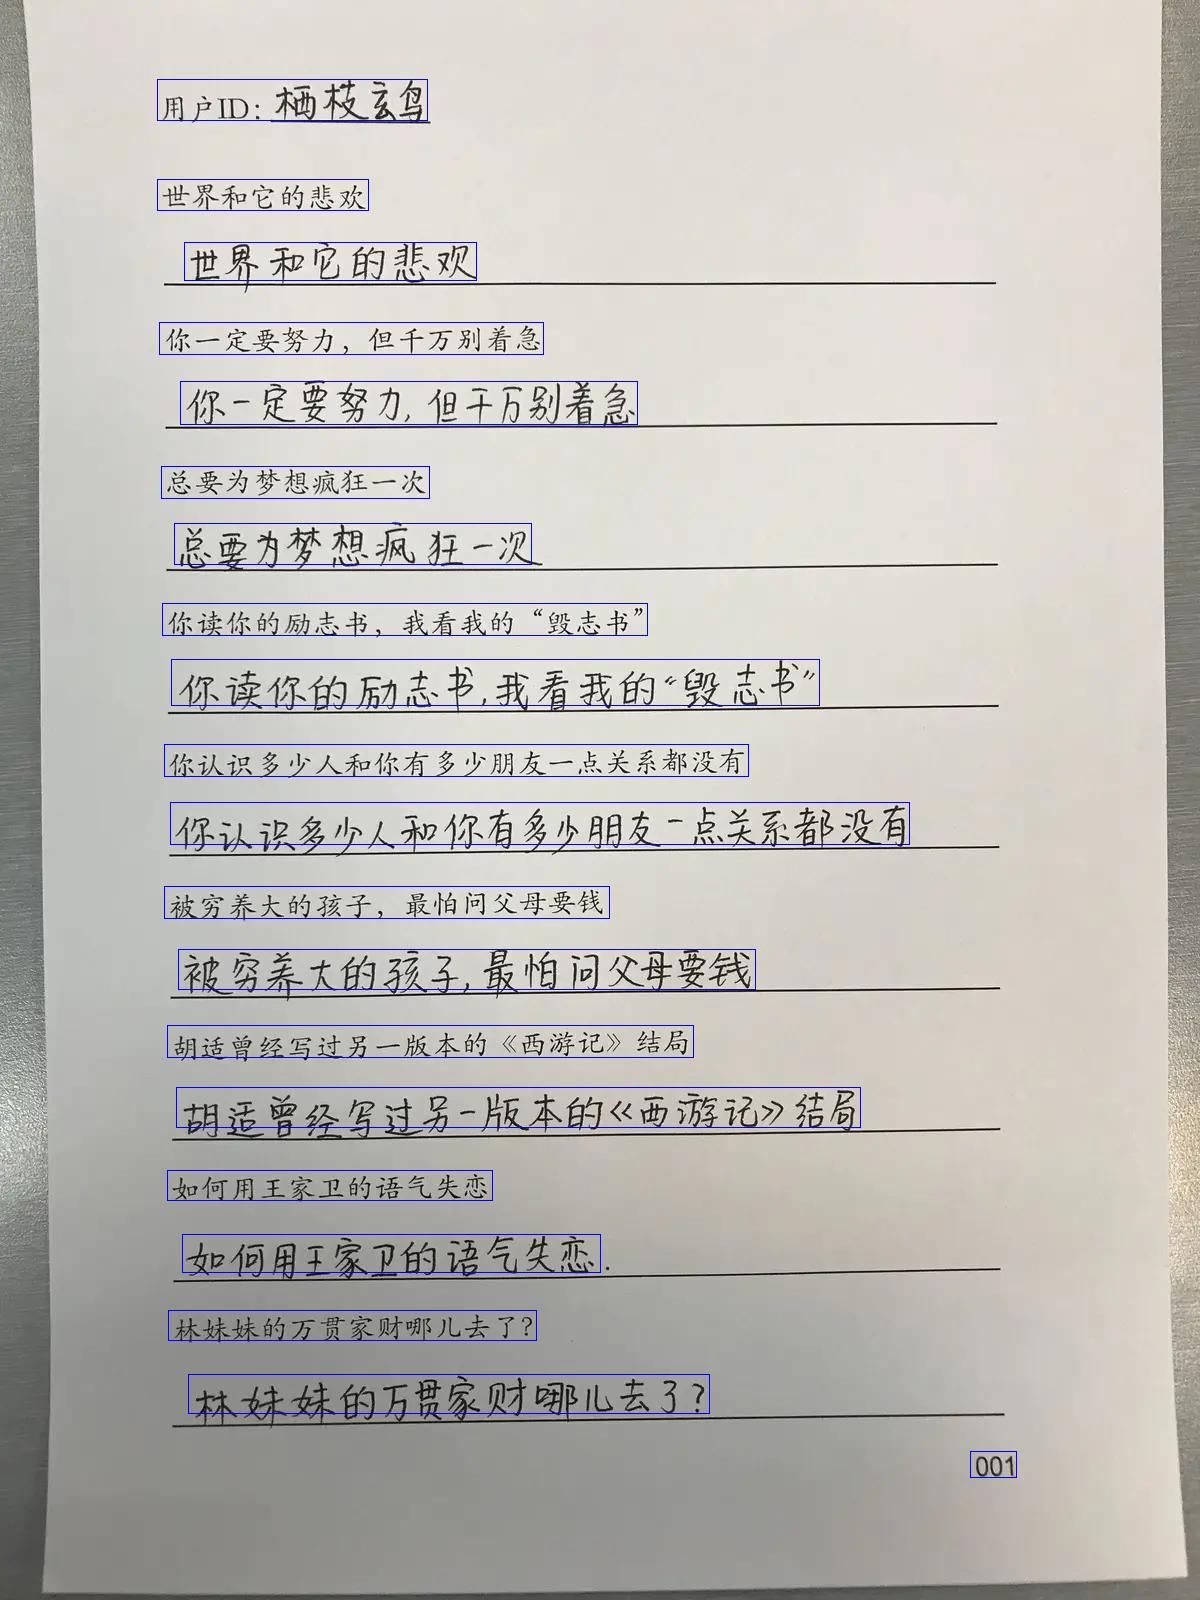 用户ID：栖枝玄鸟
世界和它的悲欢
世界和它的悲欢
你一定要努力，但千万别着急
你一定要努力，但千万别着急
总要为梦想疯狂一次
总要为梦想疯狂一次
你读你的励志书，我看我的“毁志书”
你读你的励志书，我看我的“毁志书”
你认识多少人和你有多少朋友一点关系都没有
你认识多少人和你有多少朋友一点关系都没有
被穷养大的孩子，最怕问父母要钱
被穷养大的孩子，最怕问父母要钱
胡适曾经写过另一版本的《西游记》结局
胡适曾经写过另一版本的《西游记》结局
如何用王家卫的语气失恋
如何用王家卫的语气失恋.
林妹妹的万贯家财哪儿去了？
林妹妹的万贯家财哪儿去了？
001